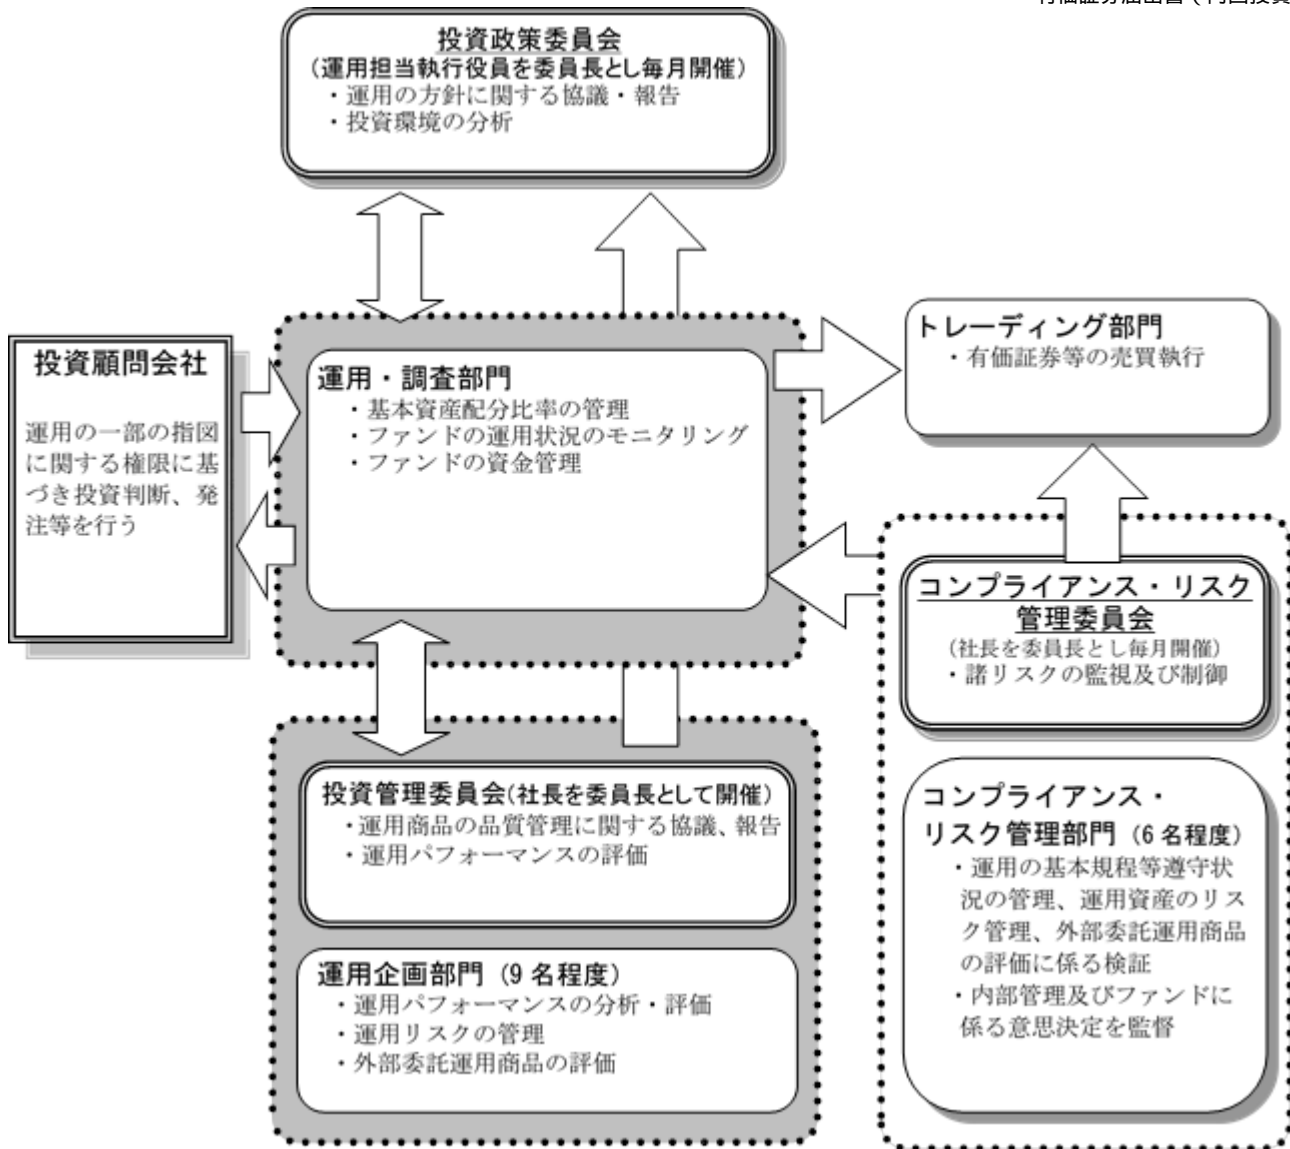 投資政策委員会
（運用担当執行役員を委員長とし毎月開催）
・運用の方針に関する協議・報告
・投資環境の分析
投資顧問会社
運用の一部の指図
に関する権限に基
づき投資判断、発
注等を行う
運用・調査部門
・基本資産配分比率の管理
・ファンドの運用状況のモニタリング
・ファンドの資金管理
トレーディング部門
・有価証券等の売買執行
コンプライアンス・リスク
管理委員会
（社長を委員長とし毎月開催）
・諸リスクの監視及び制御
投資管理委員会（社長を委員長として開催）
・運用商品の品質管理に関する協議、報告
・運用パフォーマンスの評価
運用企画部門（9名程度）
・運用パフォーマンスの分析・評価
・運用リスクの管理
・外部委託運用商品の評価
コンプライアンス・
リスク管理部門（6名程度）
・運用の基本規程等遵守状
況の管理、運用資産のリス
ク管理、外部委託運用商品
の評価に係る検証
・内部管理及びファンドに
係る意思決定を監督